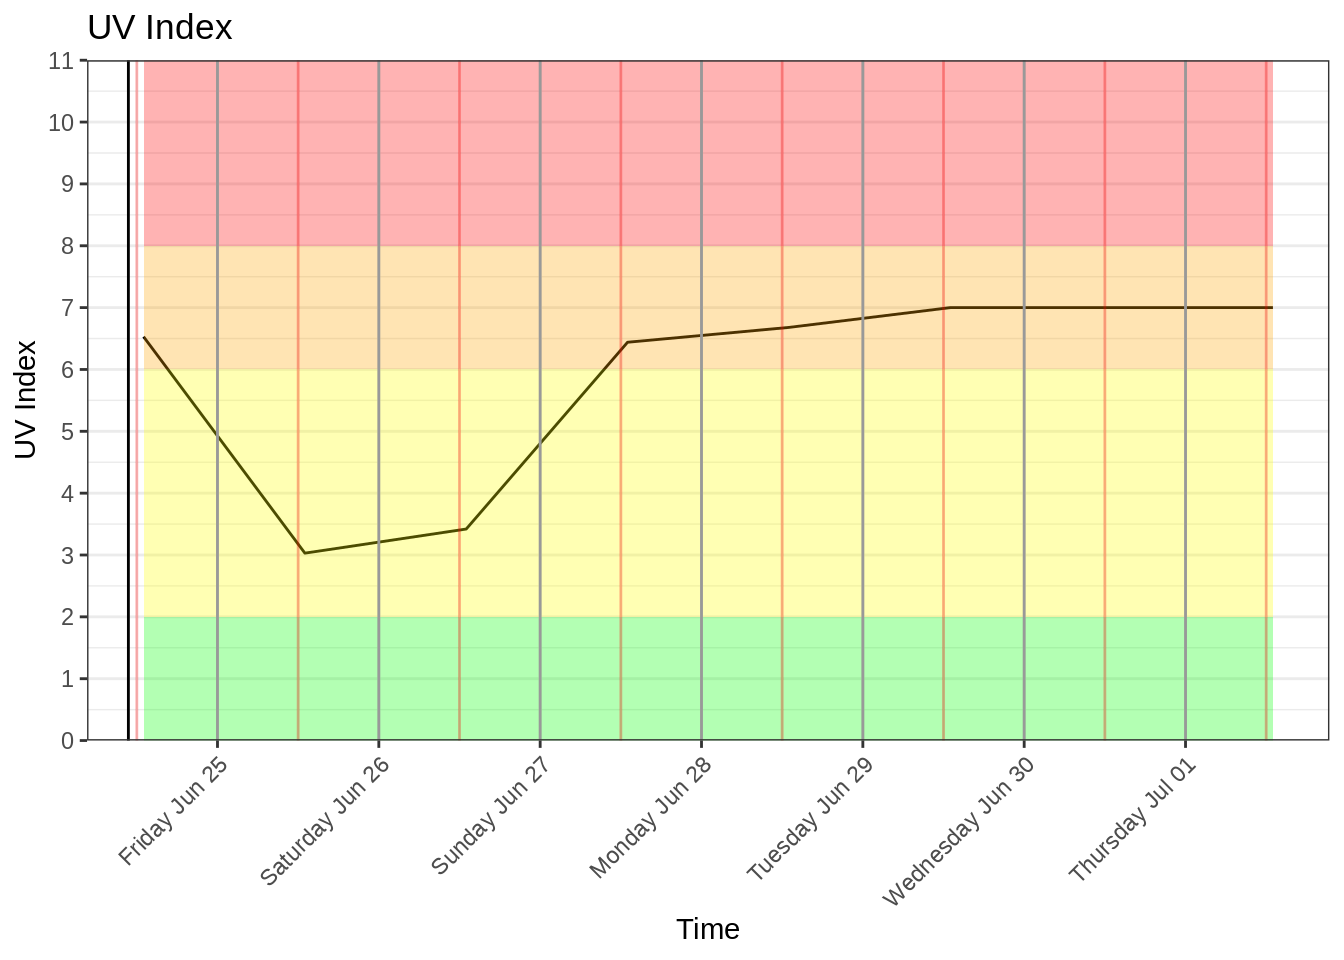 UV Index
11
10
9
8
7
6
5
4
3
2
1
0
UV Index
Friday Jun 25
Saturday Jun 26
Sunday Jun 27
Monday Jun 28
Tuesday Jun 29
Wednesday Jun 30
Thursday Jul 01
Time